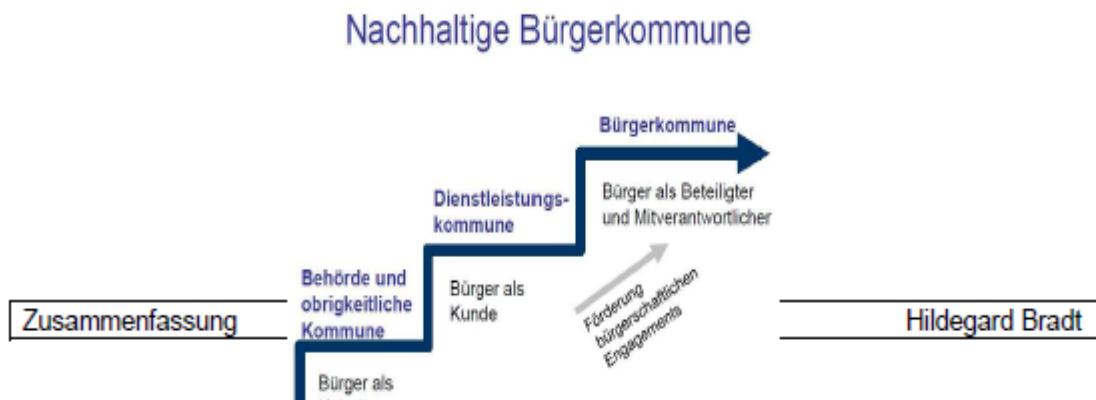 Nachhaltige Bürgerkommune
Bürgerkommune
Bürger als Beteiligter
und Mitverantwortlicher
Dienstleistungs-
kommune
Bürger als
Kunde
Förderung
bürgerschaftlichen
Engagements
Behörde und
obrigkeitliche
Kommune
Bürger als
Zusammenfassung
Hildegard Bradt